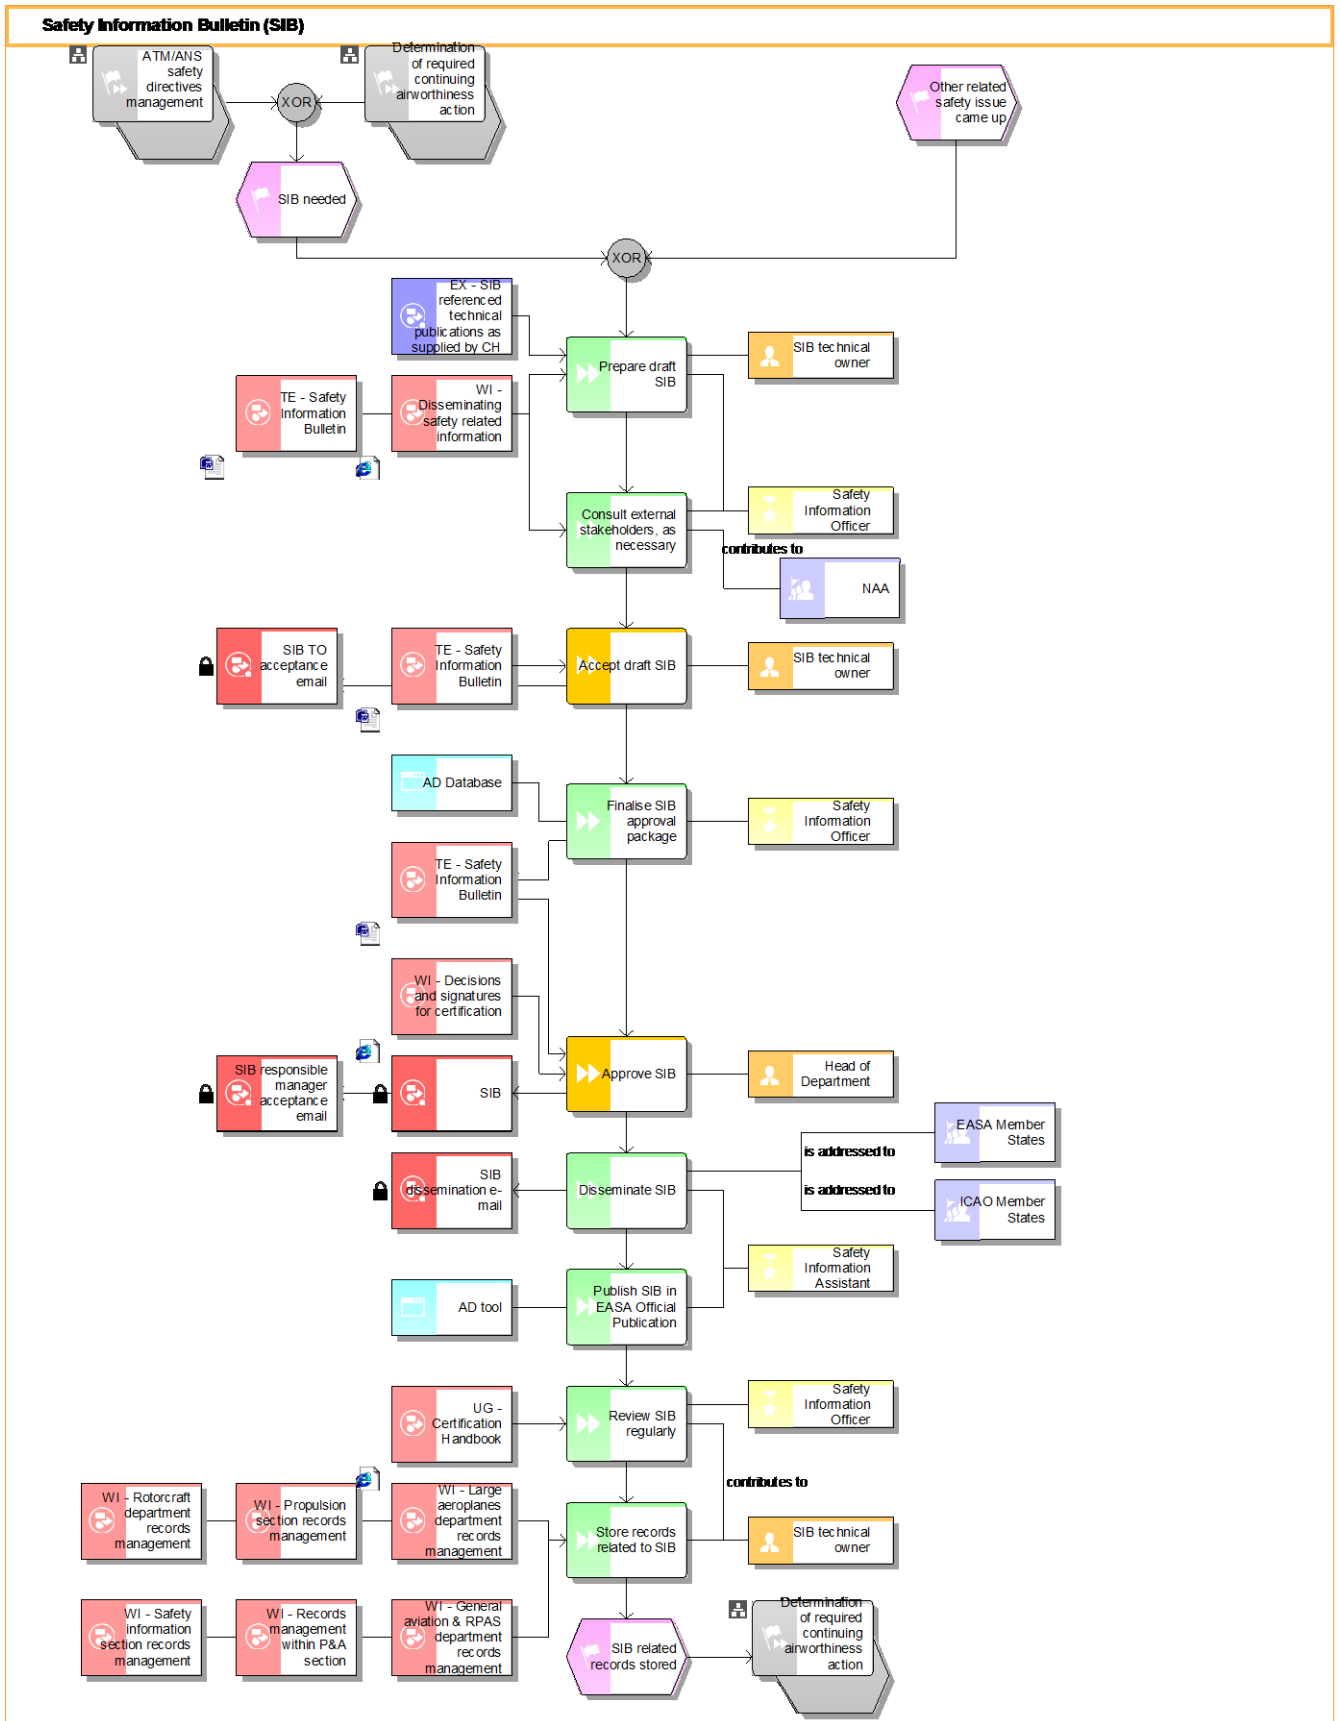 Safety Information Bulletin (SIB)
ATM/ANS
safety
directives
management
XOR
Determination
of required
continuing
airworthiness
action
Other related
safety issue
came up
SIB needed
XOR
EX - SIB
referenced
technical
publications as
supplied by CH
Prepare draft
SIB
SIB technical
owner
TE - Safety
Information
Bulletin
WI -
Disseminating
safety related
information
Consult external
stakeholders, as
necessary
Safety
Information
Officer
contributes to
NAA
SIB TO
acceptance
email
TE - Safety
Information
Bulletin
Accept draft SIB
SIB technical
owner
AD Database
Finalise SIB
approval
package
Safety
Information
Officer
TE - Safety
Information
Bulletin
WI - Decisions
and signatures
for certification
SIB responsible
manager
acceptance
email
SIB
Approve SIB
Head of
Department
EASA Member
States
is addressed to
SIB
dissemination e-
mail
Disseminate SIB
is addressed to
ICAO Member
States
Safety
Information
Assistant
AD tool
Publish SIB in
EASA Official
Publication
UG -
Certification
Handbook
Review SIB
regularly
Safety
Information
Officer
contributes to
WI - Rotorcraft
department
records
management
WI - Propulsion
section records
management
WI - Large
aeroplanes
department
records
management
Store records
related to SIB
SIB technical
owner
WI - Safety
information
section records
management
WI - Records
management
within P&A
section
WI - General
aviation & RPAS
department
records
management
SIB related
records stored
Determination
of required
continuing
airworthiness
action